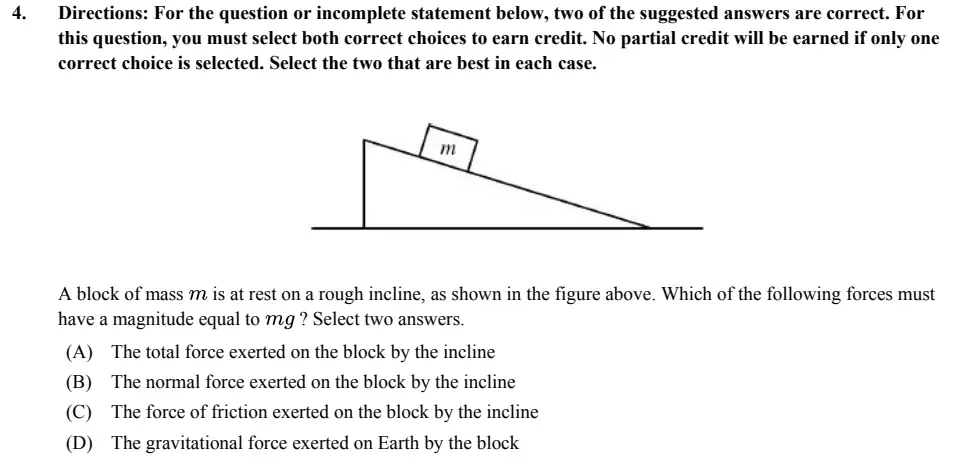 4. Directions: For the question or incomplete statement below, two of the suggested answers are correct. For
this question, you must select both correct choices to earn credit. No partial credit will be earned if only one
correct choice is selected. Select the two that are best in each case.
m
A block of mass m is at rest on a rough incline, as shown in the figure above. Which of the following forces must
have a magnitude equal to mg ? Select two answers.
(A) The total force exerted on the block by the incline
(B) The normal force exerted on the block by the incline
(C) The force of friction exerted on the block by the incline
(D) The gravitational force exerted on Earth by the block